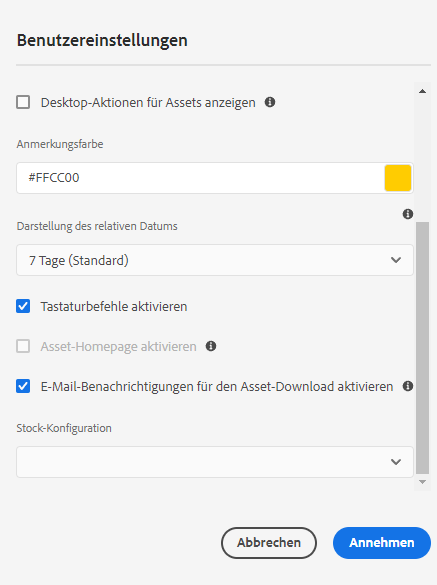 Benutzereinstellungen
Desktop-Aktionen für Assets anzeigen
Anmerkungsfarbe
#FFCC00
Darstellung des relativen Datums
7 Tage (Standard)
Tastaturbefehle aktivieren
Asset-Homepage aktivieren
E-Mail-Benachrichtigungen für den Asset-Download aktivieren
Stock-Konfiguration
Abbrechen
Annehmen